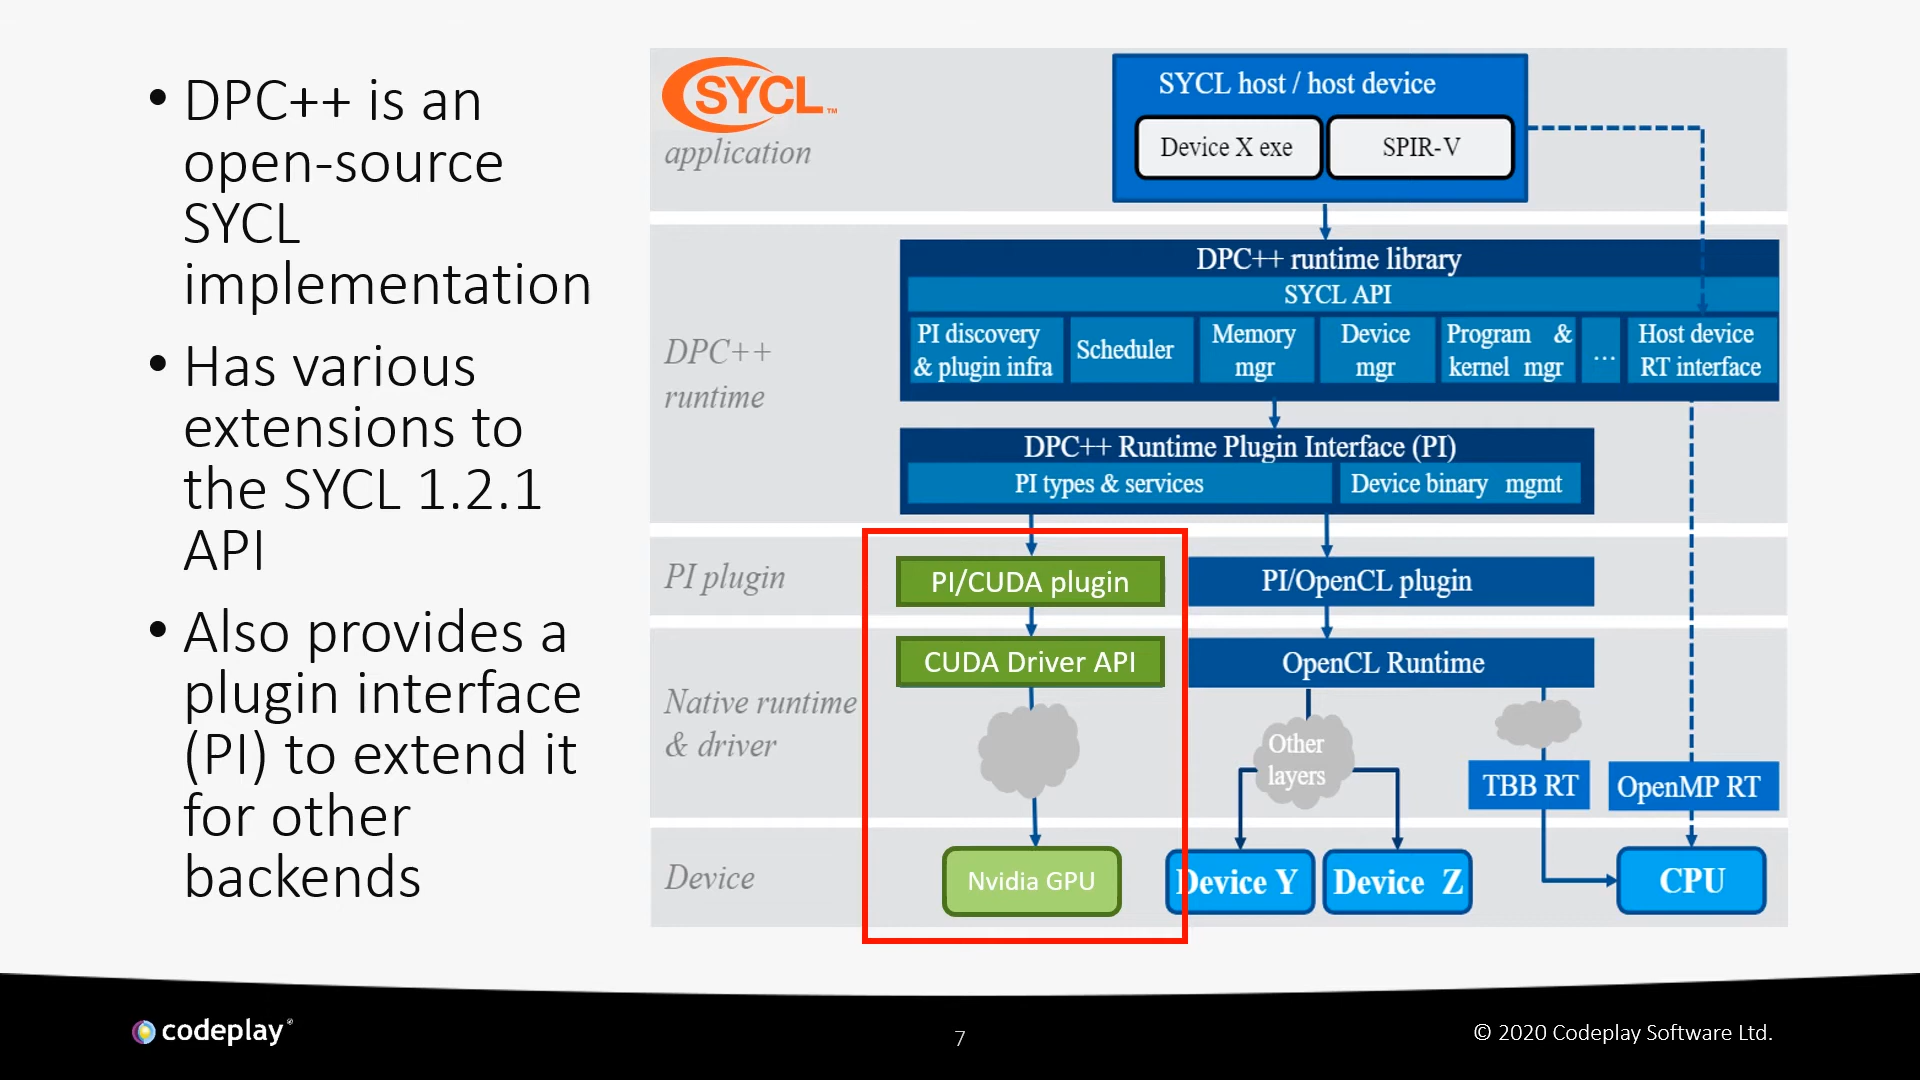 • DPC++ is an
open-source
SYCL
implementation
• Has various
extensions to
the SYCL 1.2.1
API
• Also provides a
plugin interface
(PI) to extend it
for other
backends
SYCL™
application
SYCL host / host device
Device X exe
SPIR-V
DPC++
runtime
DPC++ runtime library
SYCL API
PI discovery
& plugin infra
Scheduler
Memory
mgr
Device
mgr
Program &
kernel mgr
...
Host device
RT interface
DPC++ Runtime Plugin Interface (PI)
PI types & services
Device binary mgmt
PI plugin
PI/CUDA plugin
PI/OpenCL plugin
Native runtime
& driver
CUDA Driver API
OpenCL Runtime
Other
layers
TBB RT
OpenMP RT
Device
Nvidia GPU
Device Y
Device Z
CPU
codeplay®
7
© 2020 Codeplay Software Ltd.